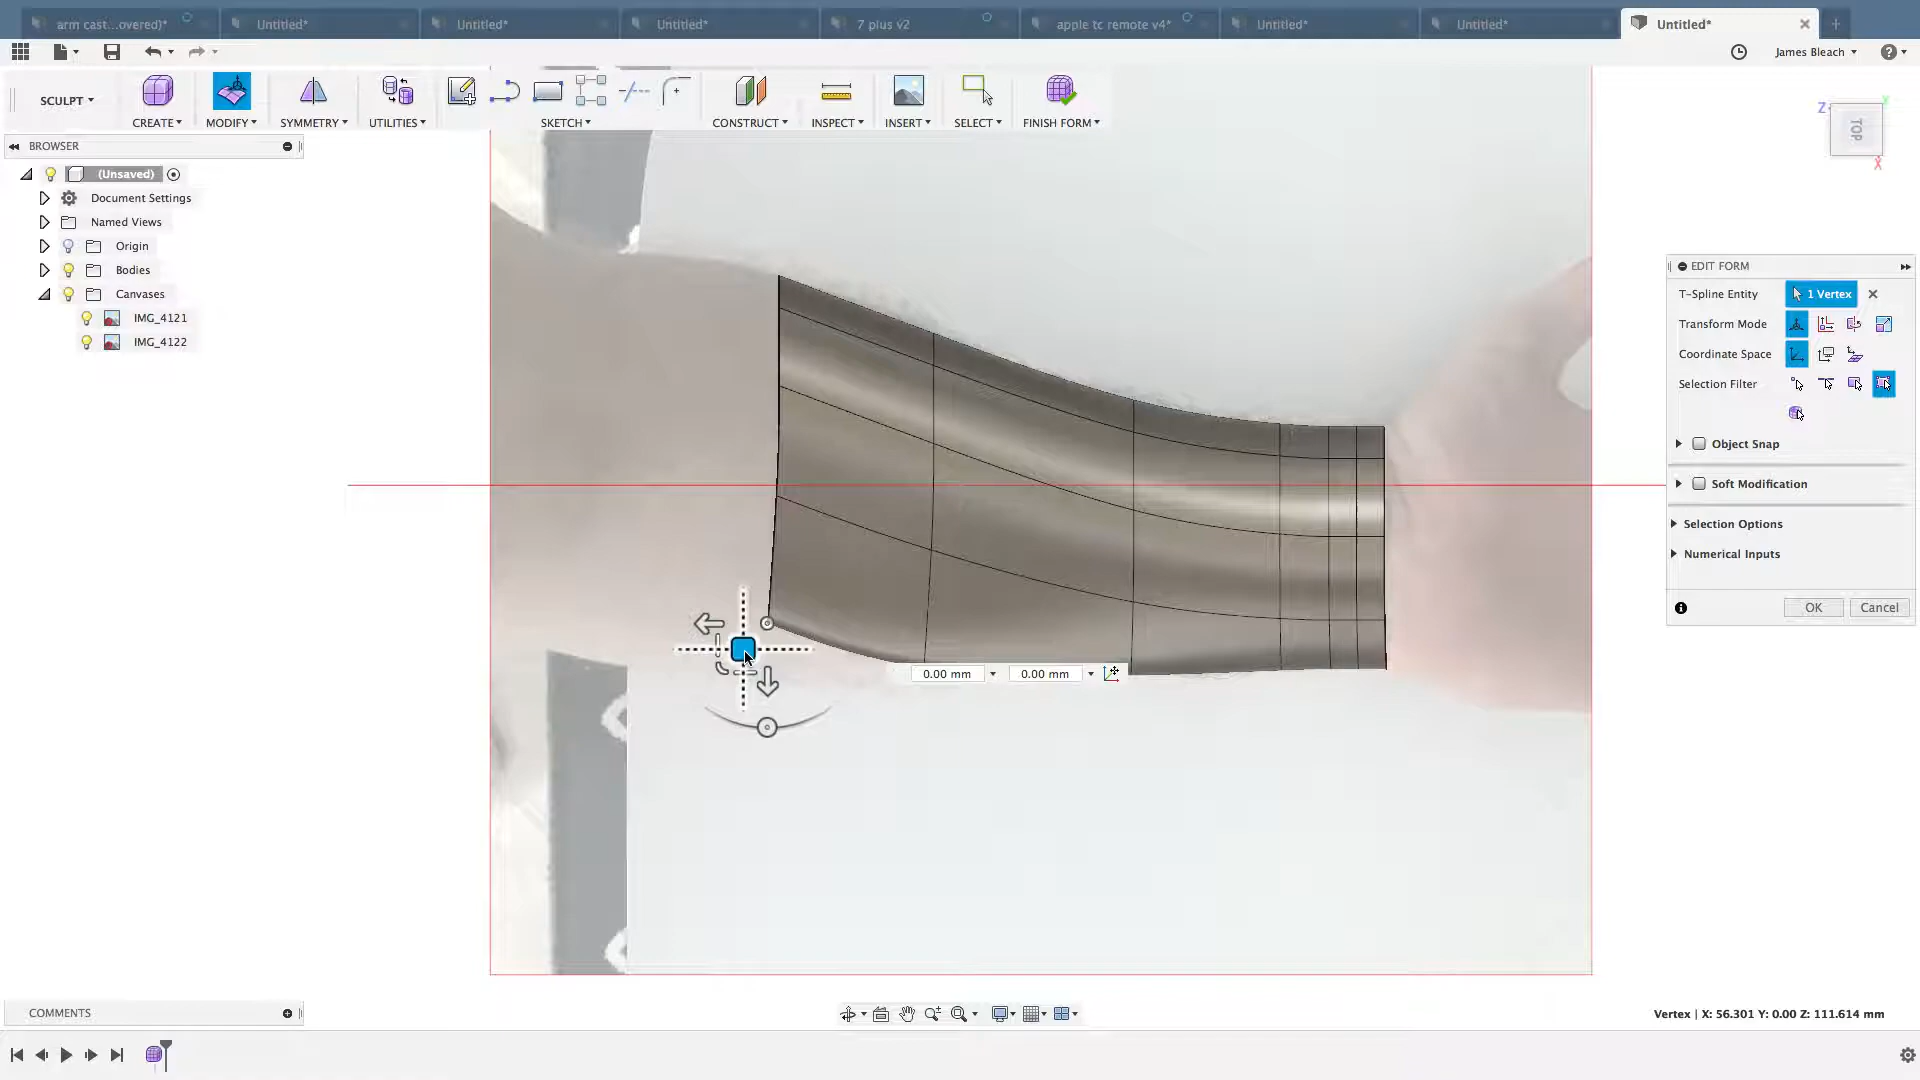 arm cast...overed)*
Untitled*
Untitled*
Untitled*
7 plus v2
apple tc remote v4*
Untitled*
Untitled*
Untitled*
James Bleach
SCULPT
CREATE
MODIFY
SYMMETRY
UTILITIES
SKETCH
CONSTRUCT
INSPECT
INSERT
SELECT
FINISH FORM
Z
Y
TOP
X
BROWSER
(Unsaved)
Document Settings
Named Views
Origin
Bodies
Canvases
IMG_4121
IMG_4122
EDIT FORM
T-Spline Entity
1 Vertex
Transform Mode
Coordinate Space
Selection Filter
Object Snap
Soft Modification
Selection Options
Numerical Inputs
OK
Cancel
0.00 mm
0.00 mm
COMMENTS
Vertex | X: 56.301 Y: 0.00 Z: 111.614 mm